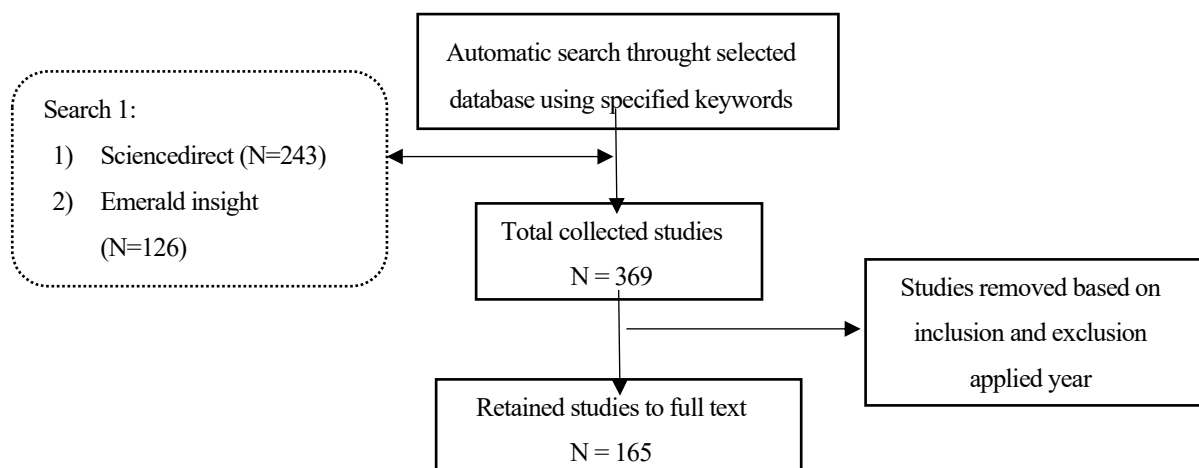 Automatic search throught selected
database using specified keywords
Search 1:
1) Sciencedirect (N=243)
2) Emerald insight
(N=126)
Total collected studies
N = 369
Studies removed based on
inclusion and exclusion
applied year
Retained studies to full text
N = 165